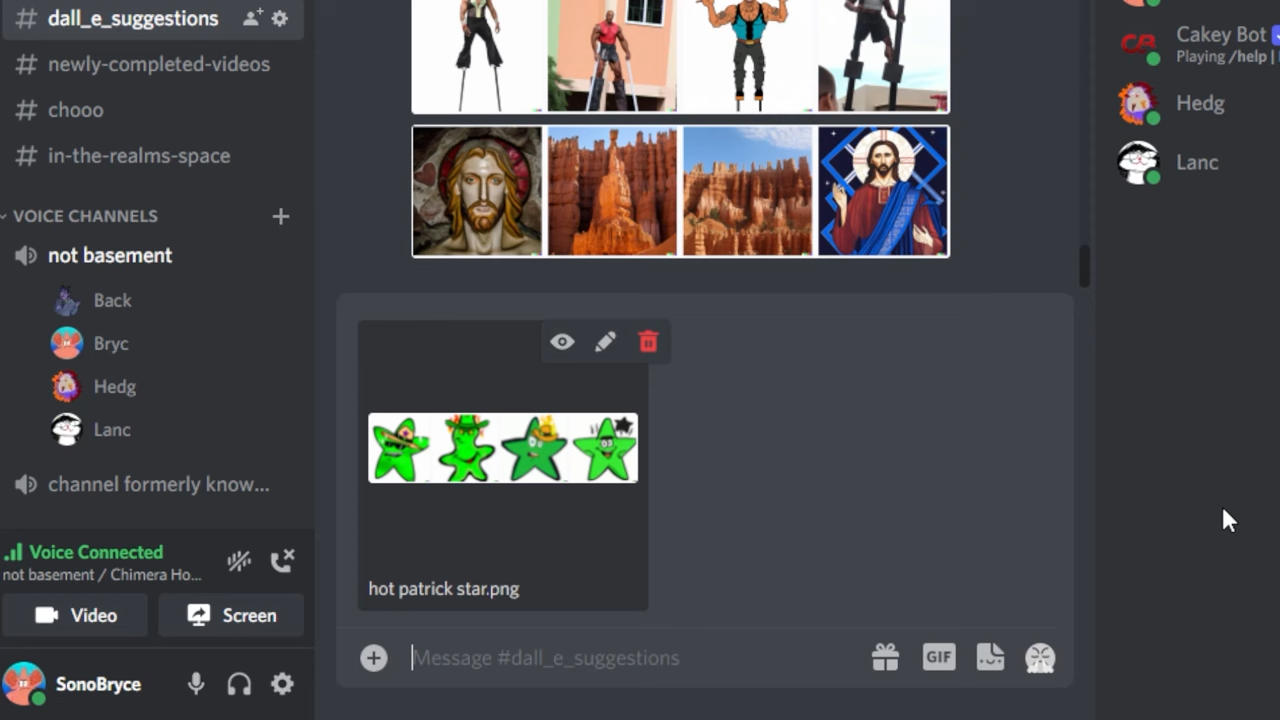 dall_e_suggestions
newly-completed-videos
chooo
in-the-realms-space
VOICE CHANNELS
not basement
Back
Bryc
Hedg
Lanc
channel formerly know...
Voice Connected
not basement / Chimera Ho...
Video
Screen
SonoBryce
hot patrick star.png
Message #dall_e_suggestions
GIF
Cakey Bot
Playing /help |
Hedg
Lanc